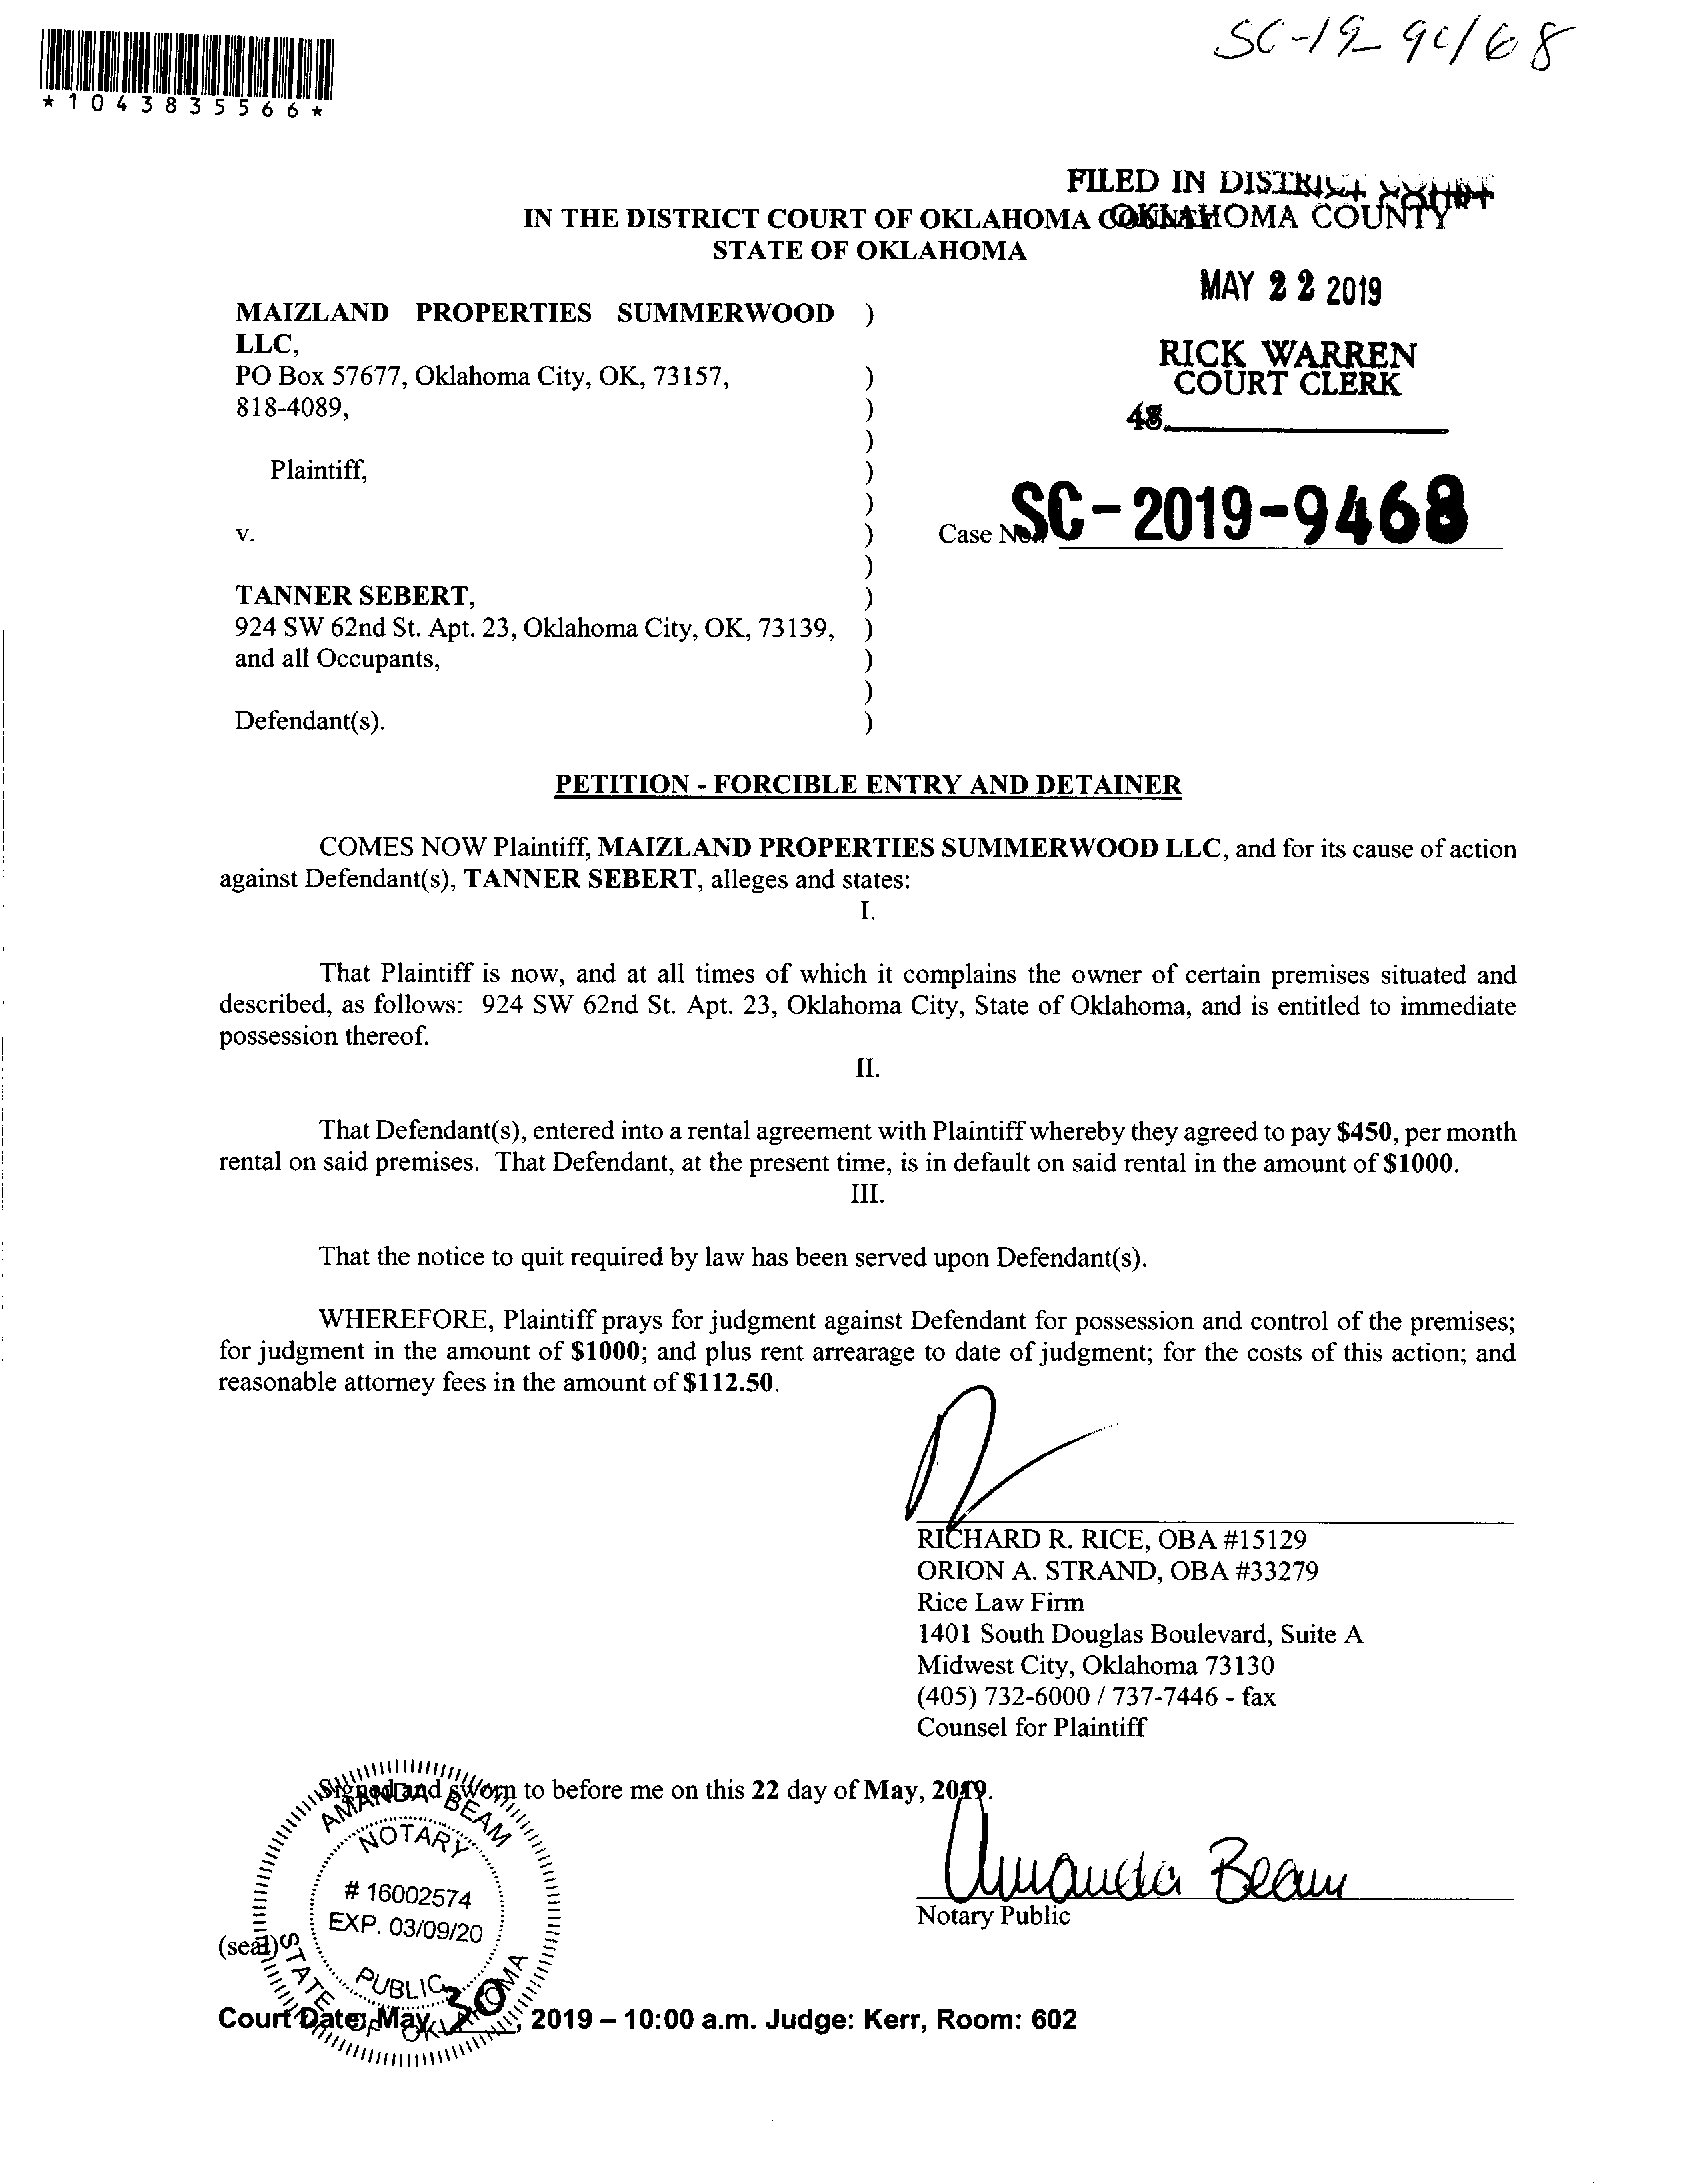 SC-19-9468
*1043835566*
FILED IN DISTRICT COURT
OKLAHOMA COUNTY
IN THE DISTRICT COURT OF OKLAHOMA COUNTY
STATE OF OKLAHOMA
MAY 22 2019
RICK WARREN
COURT CLERK
48
MAIZLAND PROPERTIES SUMMERWOOD )
LLC,
PO Box 57677, Oklahoma City, OK, 73157, )
818-4089, )
)
Plaintiff, )
)
v. )
)
Case No. SC-2019-9468
TANNER SEBERT, )
924 SW 62nd St. Apt. 23, Oklahoma City, OK, 73139, )
and all Occupants, )
)
Defendant(s). )
PETITION - FORCIBLE ENTRY AND DETAINER
COMES NOW Plaintiff, MAIZLAND PROPERTIES SUMMERWOOD LLC, and for its cause of action
against Defendant(s), TANNER SEBERT, alleges and states:
I.
That Plaintiff is now, and at all times of which it complains the owner of certain premises situated and
described, as follows: 924 SW 62nd St. Apt. 23, Oklahoma City, State of Oklahoma, and is entitled to immediate
possession thereof.
II.
That Defendant(s), entered into a rental agreement with Plaintiff whereby they agreed to pay $450, per month
rental on said premises. That Defendant, at the present time, is in default on said rental in the amount of $1000.
III.
That the notice to quit required by law has been served upon Defendant(s).
WHEREFORE, Plaintiff prays for judgment against Defendant for possession and control of the premises;
for judgment in the amount of $1000; and plus rent arrearage to date of judgment; for the costs of this action; and
reasonable attorney fees in the amount of $112.50.
RICHARD R. RICE, OBA #15129
ORION A. STRAND, OBA #33279
Rice Law Firm
1401 South Douglas Boulevard, Suite A
Midwest City, Oklahoma 73130
(405) 732-6000 / 737-7446 - fax
Counsel for Plaintiff
Signed and sworn to before me on this 22 day of May, 2019.
AMANDA BEAM
NOTARY
# 16002574
EXP. 03/09/20
PUBLIC
STATE OF OKLAHOMA
Amanda Beam
Notary Public
(seal)
Court Date: May 30, 2019 – 10:00 a.m. Judge: Kerr, Room: 602